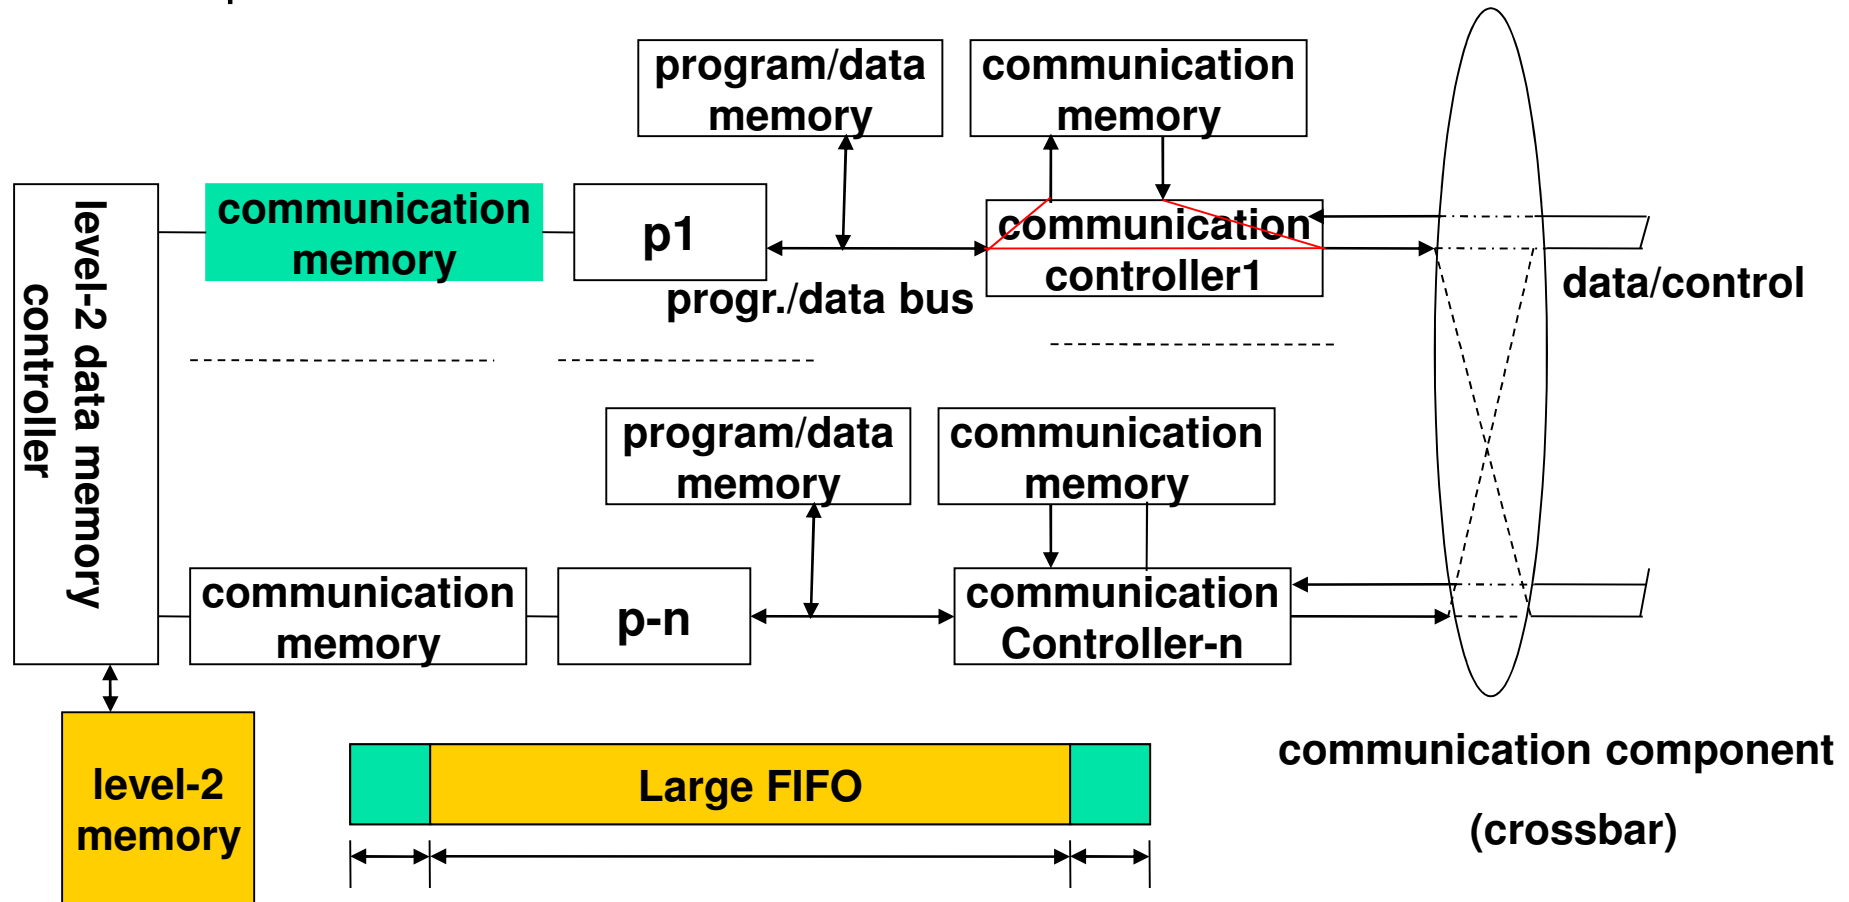 program/data
memory
communication
memory
level-2 data memory
controller
communication
memory
p1
communication
controller1
progr./data bus
data/control
program/data
memory
communication
memory
communication
memory
p-n
communication
Controller-n
level-2
memory
Large FIFO
communication component
(crossbar)